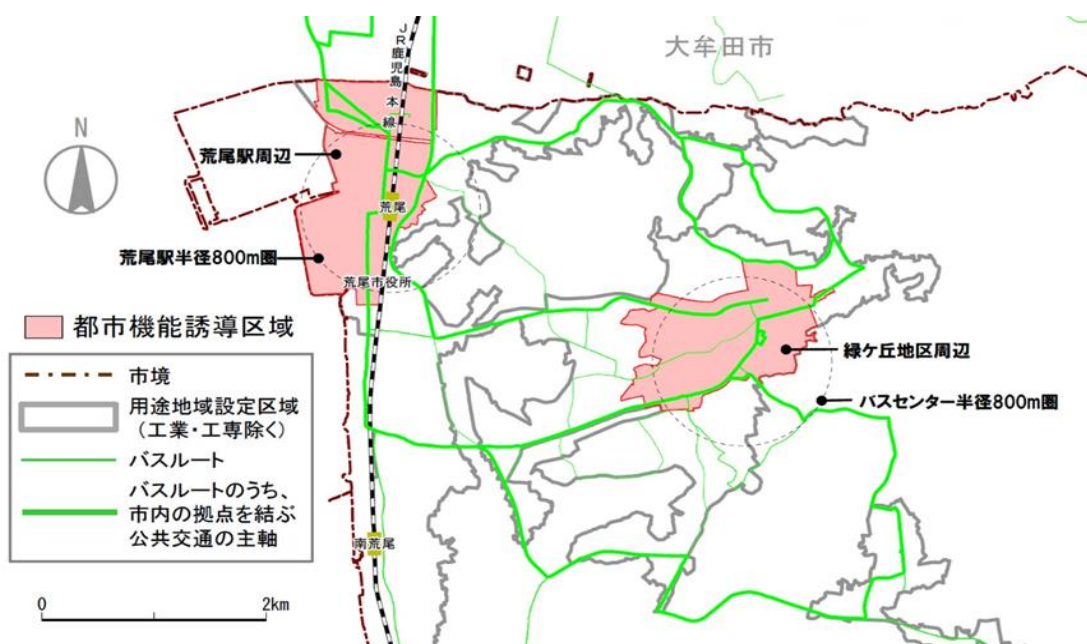 大牟田市
JR鹿児島本線
N
荒尾駅周辺
荒尾
荒尾駅半径800m圏
荒尾市役所
都市機能誘導区域
緑ケ丘地区周辺
市境
バスセンター半径800m圏
用途地域設定区域
(工業・工専除く)
バスルート
バスルートのうち、
市内の拠点を結ぶ
公共交通の主軸
南荒尾
0 2km